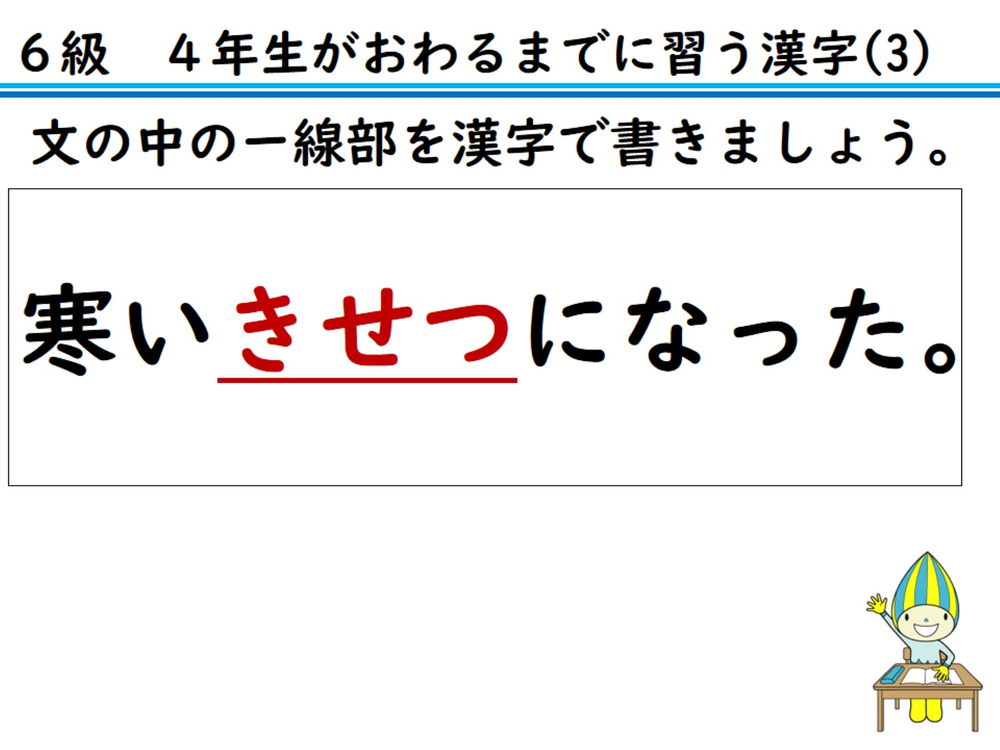 ６級　４年生がおわるまでに習う漢字(3)
文の中の一線部を漢字で書きましょう。
寒いきせつになった。